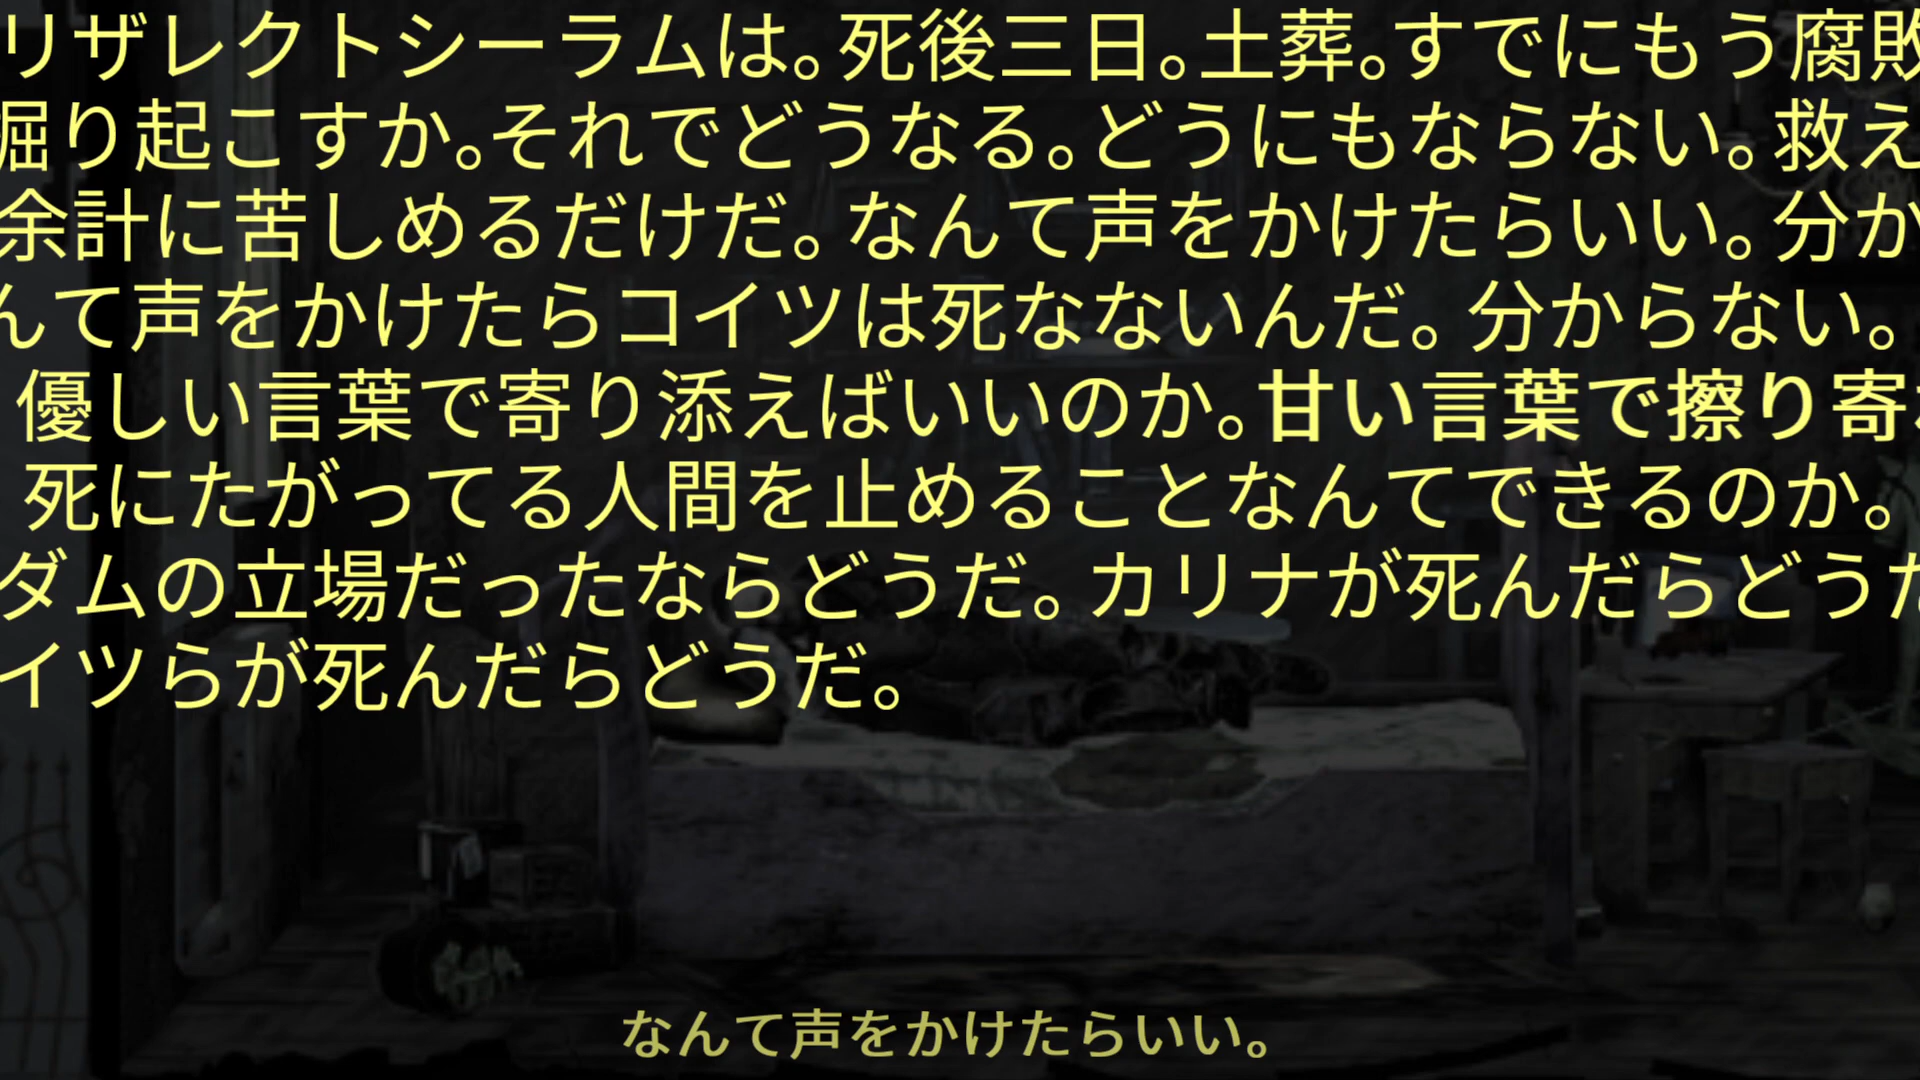 リザレクトシーラムは。死後三日。土葬。すでにもう腐敗
掘り起こすか。それでどうなる。どうにもならない。救え
余計に苦しめるだけだ。なんて声をかけたらいい。分か
んて声をかけたらコイツは死なないんだ。分からない。
優しい言葉で寄り添えばいいのか。甘い言葉で擦り寄
死にたがってる人間を止めることなんてできるのか。
ダムの立場だったならどうだ。カリナが死んだらどうだ
イツらが死んだらどうだ。
なんて声をかけたらいい。